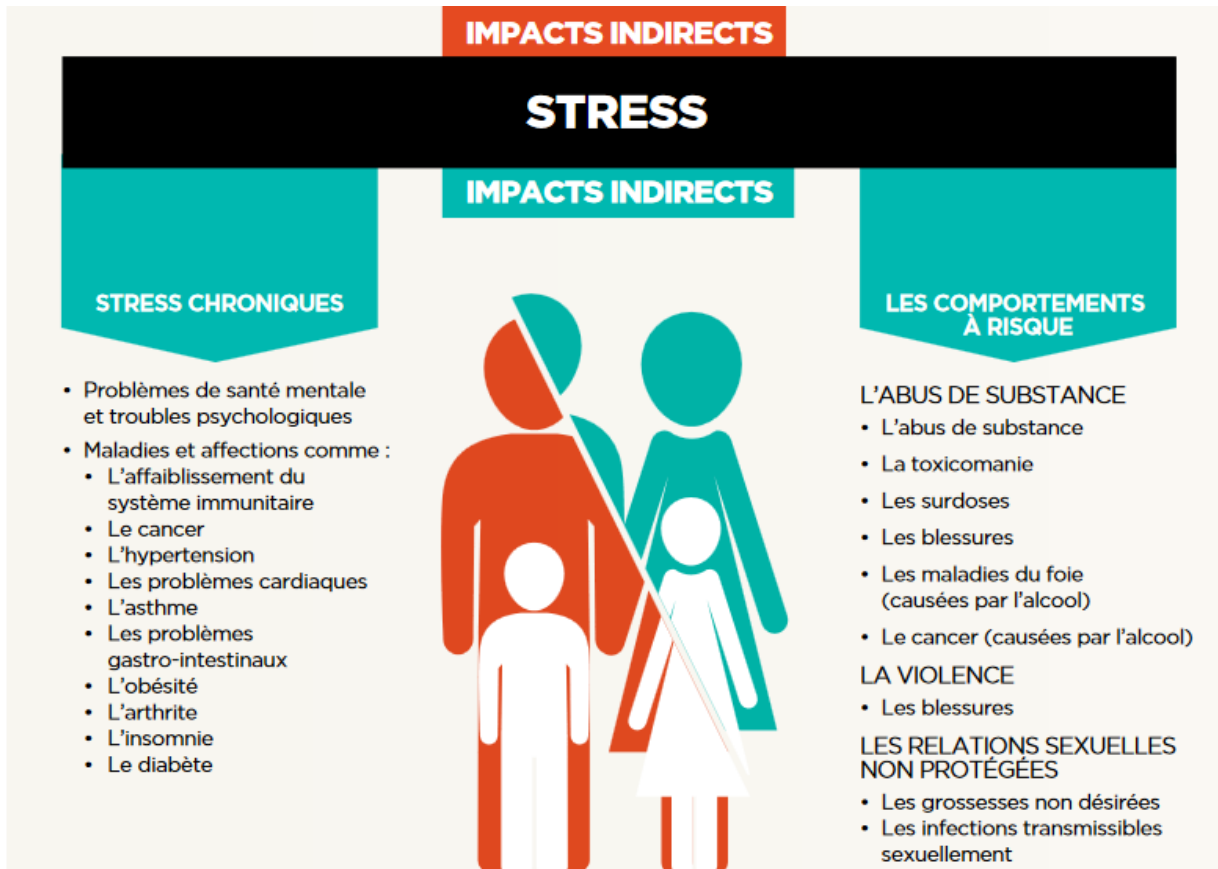 IMPACTS INDIRECTS
STRESS
IMPACTS INDIRECTS
STRESS CHRONIQUES
• Problèmes de santé mentale
et troubles psychologiques
• Maladies et affections comme :
• L'affaiblissement du
système immunitaire
• Le cancer
• L'hypertension
• Les problèmes cardiaques
• L'asthme
• Les problèmes
gastro-intestinaux
• L'obésité
• L'arthrite
• L'insomnie
• Le diabète
LES COMPORTEMENTS
À RISQUE
L'ABUS DE SUBSTANCE
• L'abus de substance
• La toxicomanie
• Les surdoses
• Les blessures
• Les maladies du foie
(causées par l'alcool)
• Le cancer (causées par l'alcool)
LA VIOLENCE
• Les blessures
LES RELATIONS SEXUELLES
NON PROTÉGÉES
• Les grossesses non désirées
• Les infections transmissibles
sexuellement